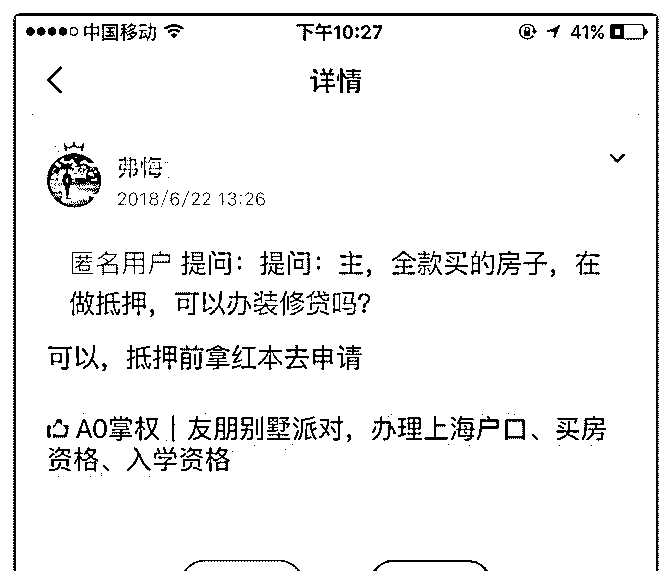 中国移动 下午10:27 41%
详情
弗悔
2018/6/22 13:26
匿名用户 提问：提问：主，全款买的房子，在
做抵押，可以办装修贷吗？
可以，抵押前拿红本去申请
A0掌权｜友朋别墅派对，办理上海户口、买房
资格、入学资格